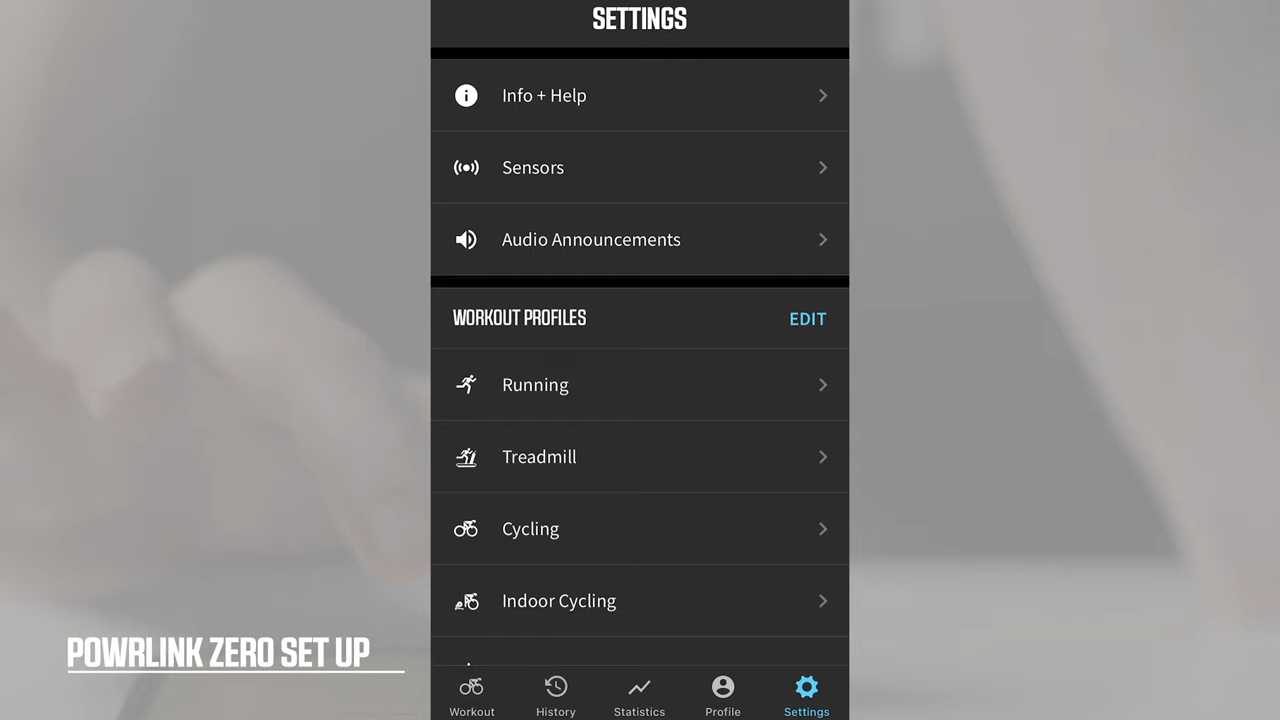 SETTINGS
Info + Help
Sensors
Audio Announcements
WORKOUT PROFILES EDIT
Running
Treadmill
Cycling
Indoor Cycling
POWRLINK ZERO SET UP
Workout History Statistics Profile Settings